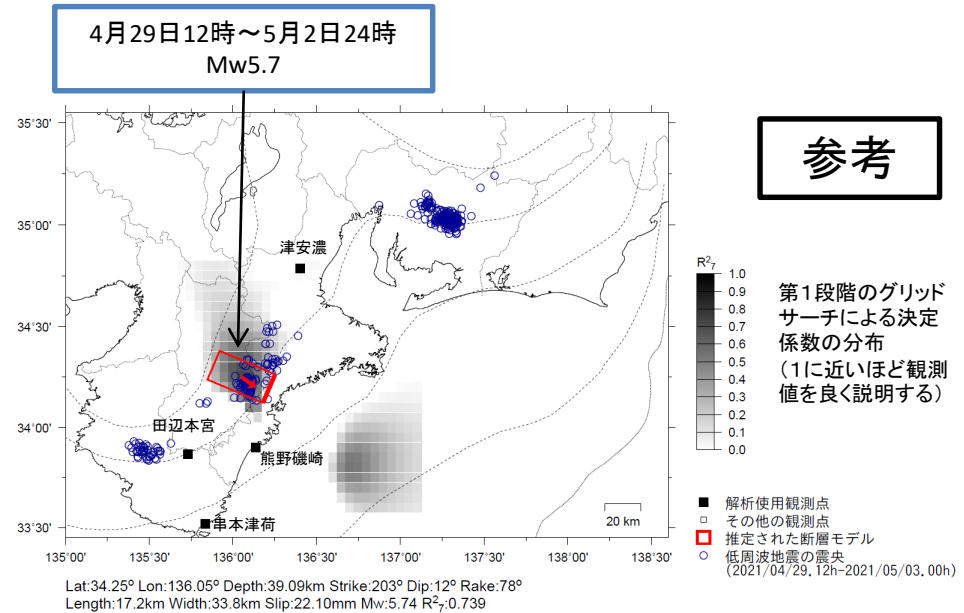 4月29日12時～5月2日24時
Mw5.7
参考
35°30'
35°00'
34°30'
34°00'
33°30'
135°00'
135°30'
136°00'
136°30'
137°00'
137°30'
138°00'
138°30'
津安濃
田辺本宮
熊野磯崎
串本津荷
20 km
R²₇
1.0
0.9
0.8
0.7
0.6
0.5
0.4
0.3
0.2
0.1
0.0
第1段階のグリッド
サーチによる決定
係数の分布
（1に近いほど観測
値を良く説明する）
解析使用観測点
その他の観測点
推定された断層モデル
低周波地震の震央
(2021/04/29.12h-2021/05/03.00h)
Lat:34.25° Lon:136.05° Depth:39.09km Strike:203° Dip:12° Rake:78°
Length:17.2km Width:33.8km Slip:22.10mm Mw:5.74 R²₇:0.739